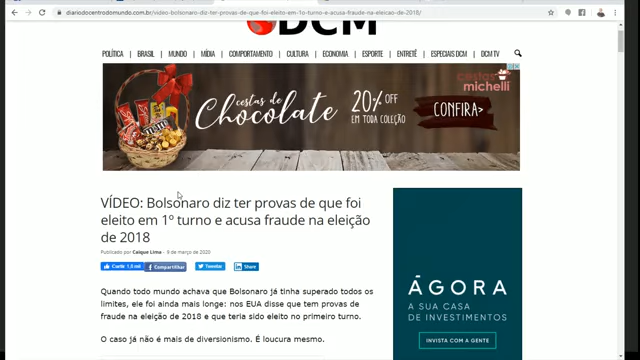 diariodocentrodomundo.com.br/video-bolsonaro-diz-ter-provas-de-que-foi-eleito-em-1o-turno-e-acusa-fraude-na-eleicao-de-2018/
DCM
POLÍTICA | BRASIL | MUNDO | MÍDIA | COMPORTAMENTO | CULTURA | ECONOMIA | ESPORTE | ENTRETÊ | ESPECIAIS DCM | DCM TV
cestas de
Chocolate
20% OFF
EM TODA COLEÇÃO
CONFIRA>
cestas
michelli
VÍDEO: Bolsonaro diz ter provas de que foi
eleito em 1º turno e acusa fraude na eleição
de 2018
Publicado por Caique Lima - 9 de março de 2020
Curtir 1,8 mil Compartilhar Tweetar Share
Quando todo mundo achava que Bolsonaro já tinha superado todos os
limites, ele foi ainda mais longe: nos EUA disse que tem provas de
fraude na eleição de 2018 e que teria sido eleito no primeiro turno.
O caso já não é mais de diversionismo. É loucura mesmo.
ÁGORA
A SUA CASA
DE INVESTIMENTOS
INVISTA COM A GENTE